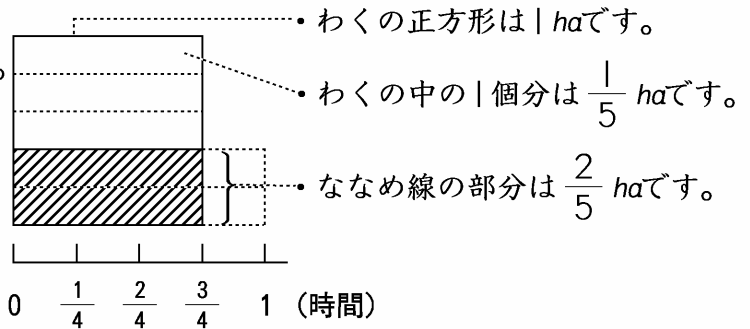 ・わくの正方形は1 haです。
・わくの中の1個分は 1/5 haです。
・ななめ線の部分は 2/5 haです。
0 1/4 2/4 3/4 1 (時間)